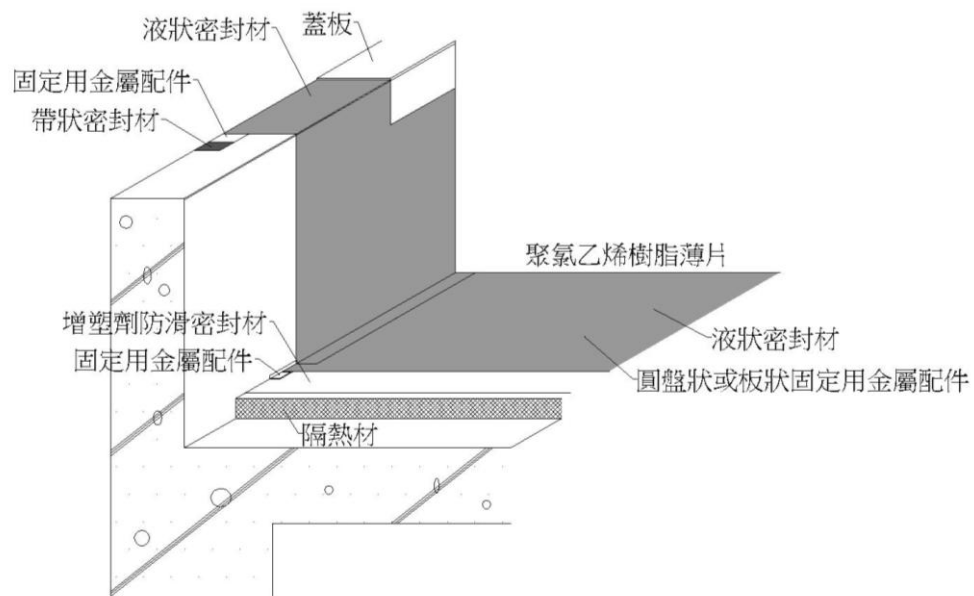 蓋板
液狀密封材
固定用金屬配件
帶狀密封材
聚氯乙烯樹脂薄片
增塑劑防滑密封材
液狀密封材
固定用金屬配件
圓盤狀或板狀固定用金屬配件
隔熱材